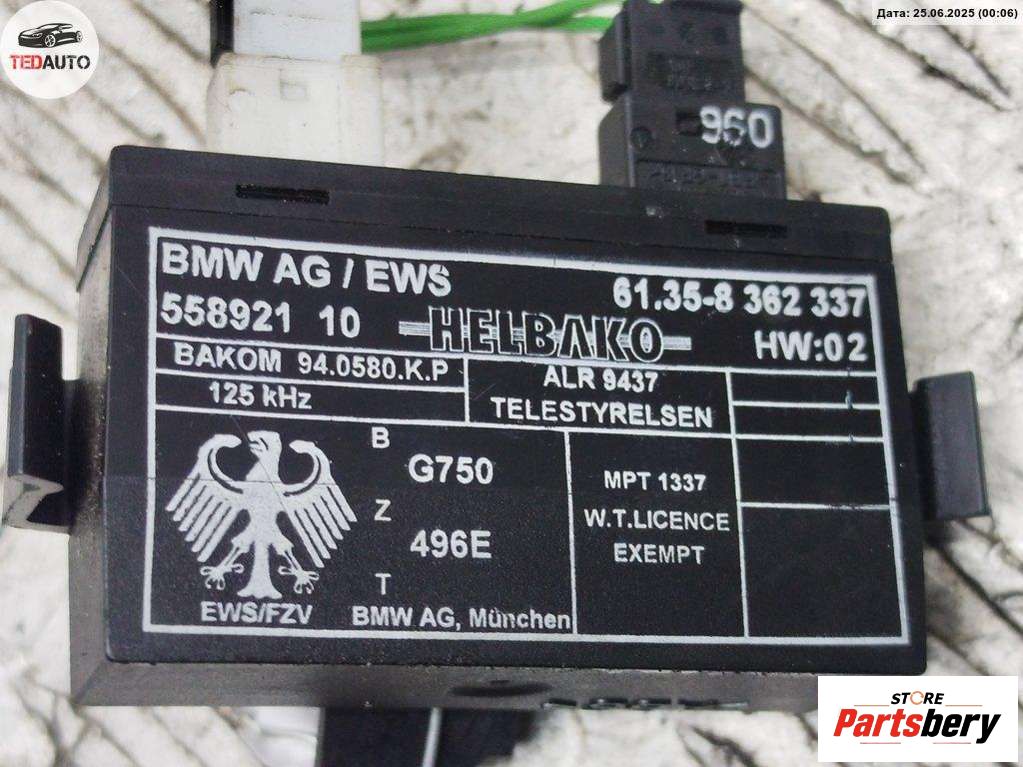 Дата: 25.06.2025 (00:06)
TEDAUTO
960
BMW AG / EWS 61.35-8 362 337
558921 10 HELBAKO HW:02
BAKOM 94.0580.K.P ALR 9437
125 kHz TELESTYRELSEN
B
G750
Z
496E
T
EWS/FZV BMW AG, München
MPT 1337
W.T.LICENCE
EXEMPT
STORE
Partsbery